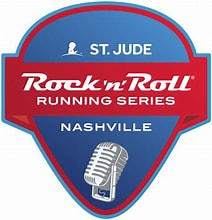 ST. JUDE
Rock 'n' Roll
RUNNING SERIES
NASHVILLE